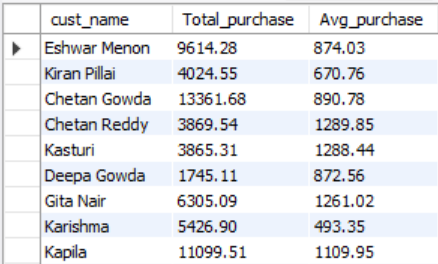 cust_name Total_purchase Avg_purchase
Eshwar Menon 9614.28 874.03
Kiran Pillai 4024.55 670.76
Chetan Gowda 13361.68 890.78
Chetan Reddy 3869.54 1289.85
Kasturi 3865.31 1288.44
Deepa Gowda 1745.11 872.56
Gita Nair 6305.09 1261.02
Karishma 5426.90 493.35
Kapila 11099.51 1109.95